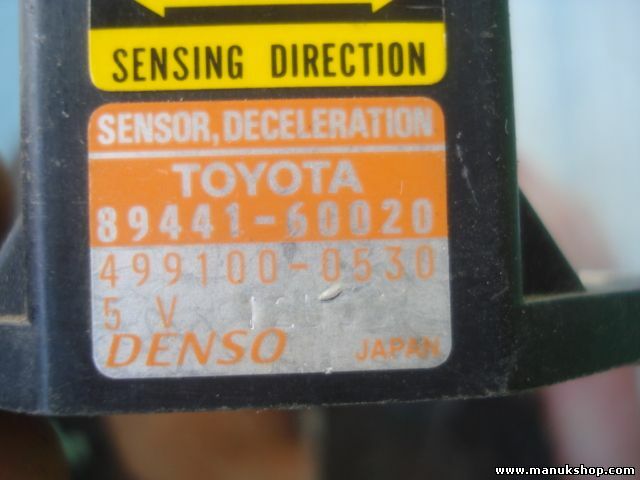 SENSING DIRECTION
SENSOR, DECELERATION
TOYOTA
89441-60020
499100-0530
5 V
DENSO JAPAN
www.manukshop.com